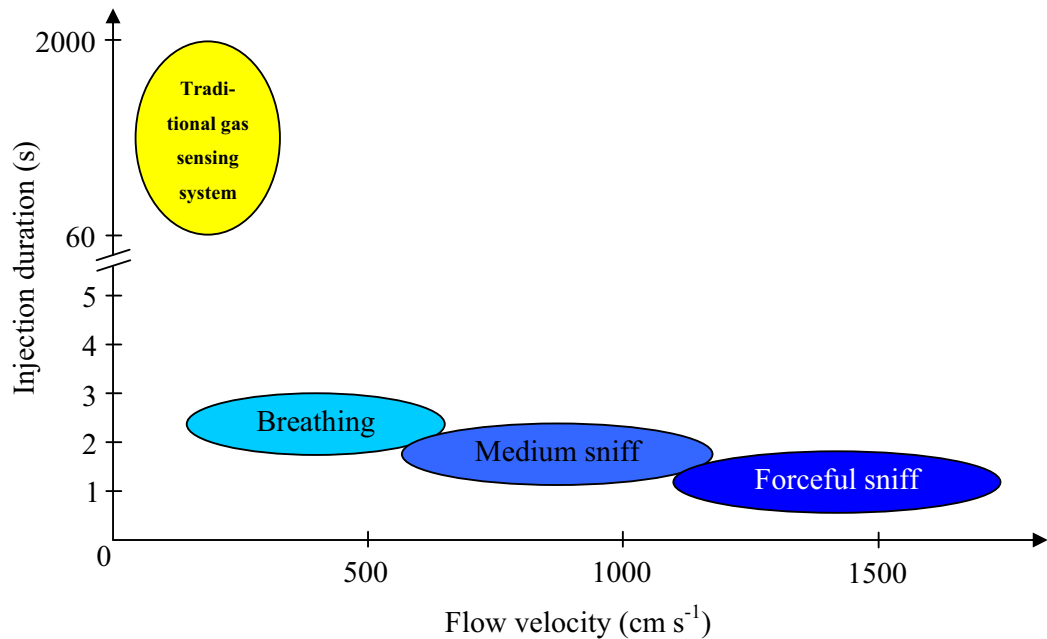 2000
Tradi-
tional gas
sensing
system
60
Injection duration (s)
5
4
3
2
1
0
Breathing
Medium sniff
Forceful sniff
500
1000
1500
Flow velocity (cm s⁻¹)